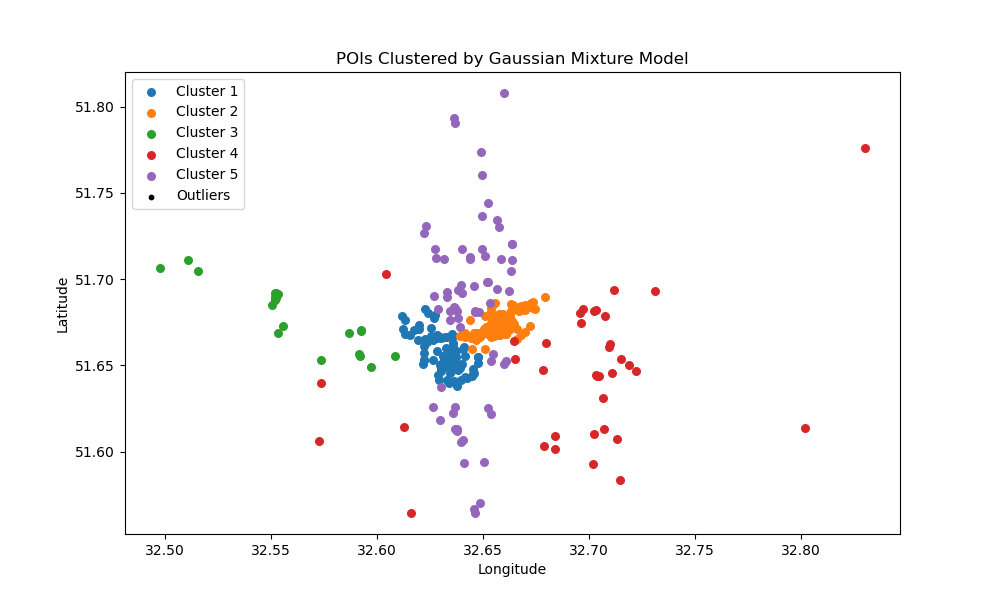 POIs Clustered by Gaussian Mixture Model
Cluster 1
Cluster 2
Cluster 3
Cluster 4
Cluster 5
Outliers
Latitude
51.80
51.75
51.70
51.65
51.60
32.50 32.55 32.60 32.65 32.70 32.75 32.80
Longitude